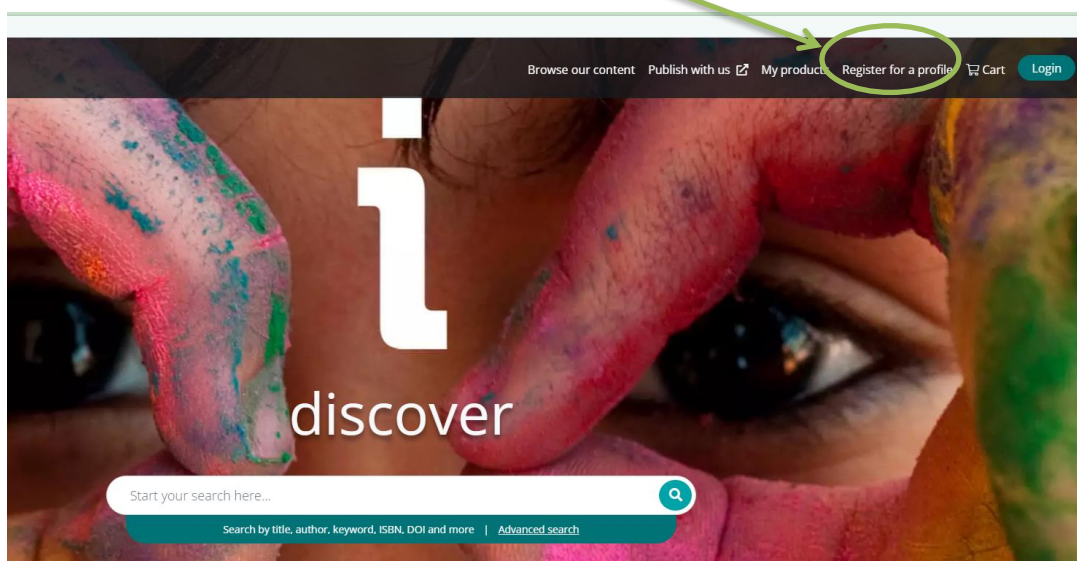 Browse our content Publish with us My products Register for a profile Cart Login
i
discover
Start your search here...
Search by title, author, keyword, ISBN, DOI and more | Advanced search